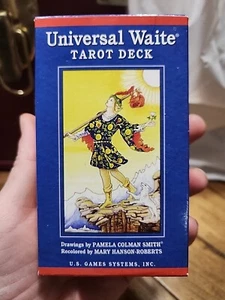 Universal Waite®
TAROT DECK
Drawings by PAMELA COLMAN SMITH
Recolored by MARY HANSON-ROBERTS
U.S. GAMES SYSTEMS, INC.